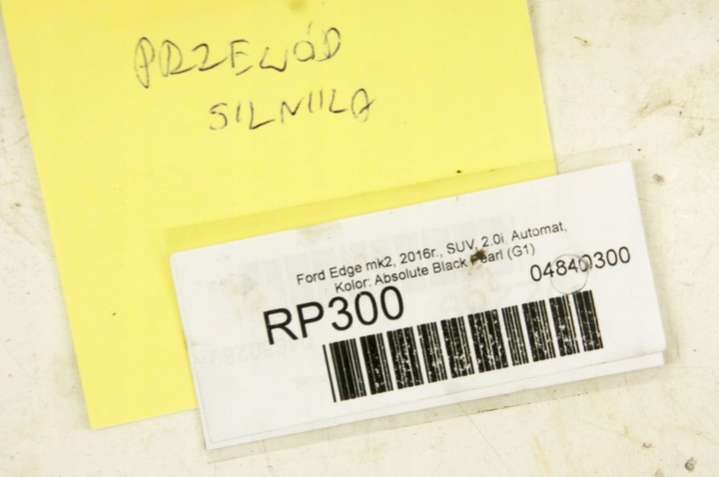 PRZEWÓD
SILNIKA
Ford Edge mk2, 2016r., SUV, 2.0i, Automat,
Kolor: Absolute Black Pearl (G1)
RP300
04840300